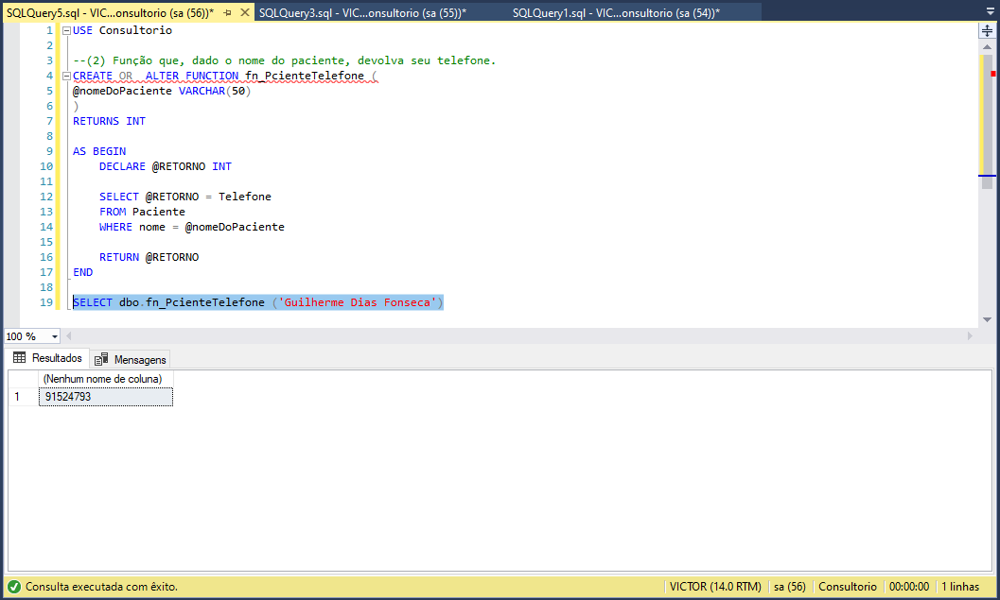 SQLQuery5.sql - VIC...onsultorio (sa (56))* SQLQuery3.sql - VIC...onsultorio (sa (55))* SQLQuery1.sql - VIC...onsultorio (sa (54))*
1 USE Consultorio
2
3 --(2) Função que, dado o nome do paciente, devolva seu telefone.
4 CREATE OR ALTER FUNCTION fn_PcienteTelefone (
5 @nomeDoPaciente VARCHAR(50)
6 )
7 RETURNS INT
8
9 AS BEGIN
10 DECLARE @RETORNO INT
11
12 SELECT @RETORNO = Telefone
13 FROM Paciente
14 WHERE nome = @nomeDoPaciente
15
16 RETURN @RETORNO
17 END
18
19 SELECT dbo.fn_PcienteTelefone ('Guilherme Dias Fonseca')
100 %
Resultados Mensagens
(Nenhum nome de coluna)
1 91524793
Consulta executada com êxito. VICTOR (14.0 RTM) sa (56) Consultorio 00:00:00 1 linhas